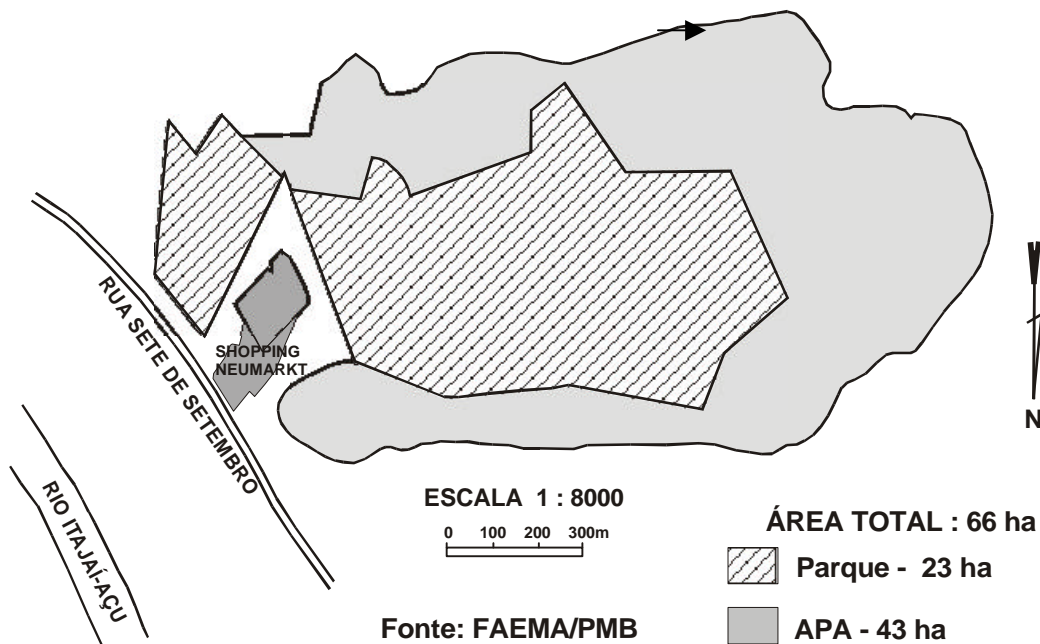 RUA SETE DE SETEMBRO
SHOPPING
NEUMARKT
RIO ITAJAÍ-AÇU
N
ESCALA 1 : 8000
0 100 200 300m
ÁREA TOTAL : 66 ha
Parque - 23 ha
APA - 43 ha
Fonte: FAEMA/PMB